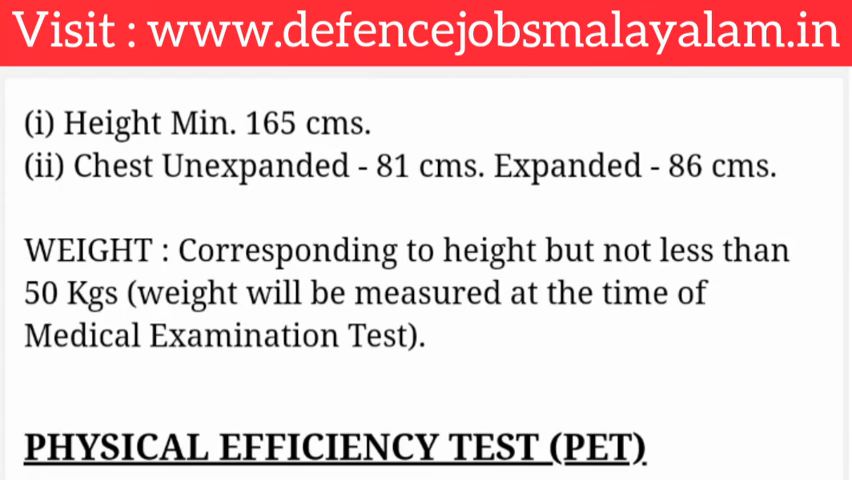 Visit : www.defencejobsmalayalam.in
(i) Height Min. 165 cms.
(ii) Chest Unexpanded - 81 cms. Expanded - 86 cms.
WEIGHT : Corresponding to height but not less than
50 Kgs (weight will be measured at the time of
Medical Examination Test).
PHYSICAL EFFICIENCY TEST (PET)